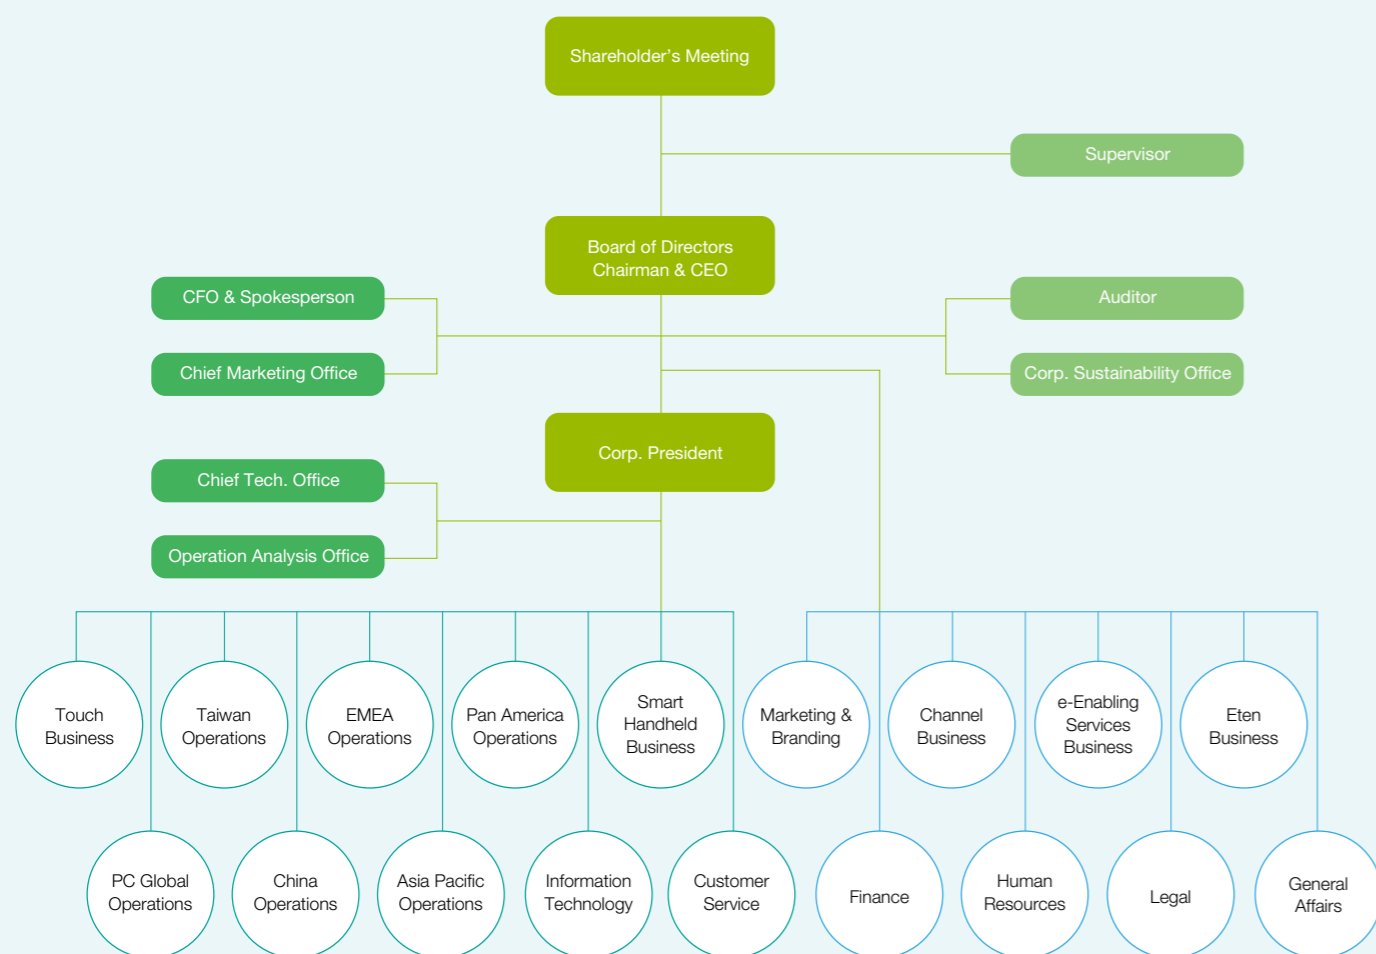 Shareholder's Meeting
Supervisor
Board of Directors
Chairman & CEO
CFO & Spokesperson
Auditor
Chief Marketing Office
Corp. Sustainability Office
Corp. President
Chief Tech. Office
Operation Analysis Office
Touch
Business
Taiwan
Operations
EMEA
Operations
Pan America
Operations
Smart
Handheld
Business
Marketing &
Branding
Channel
Business
e-Enabling
Services
Business
Eten
Business
PC Global
Operations
China
Operations
Asia Pacific
Operations
Information
Technology
Customer
Service
Finance
Human
Resources
Legal
General
Affairs